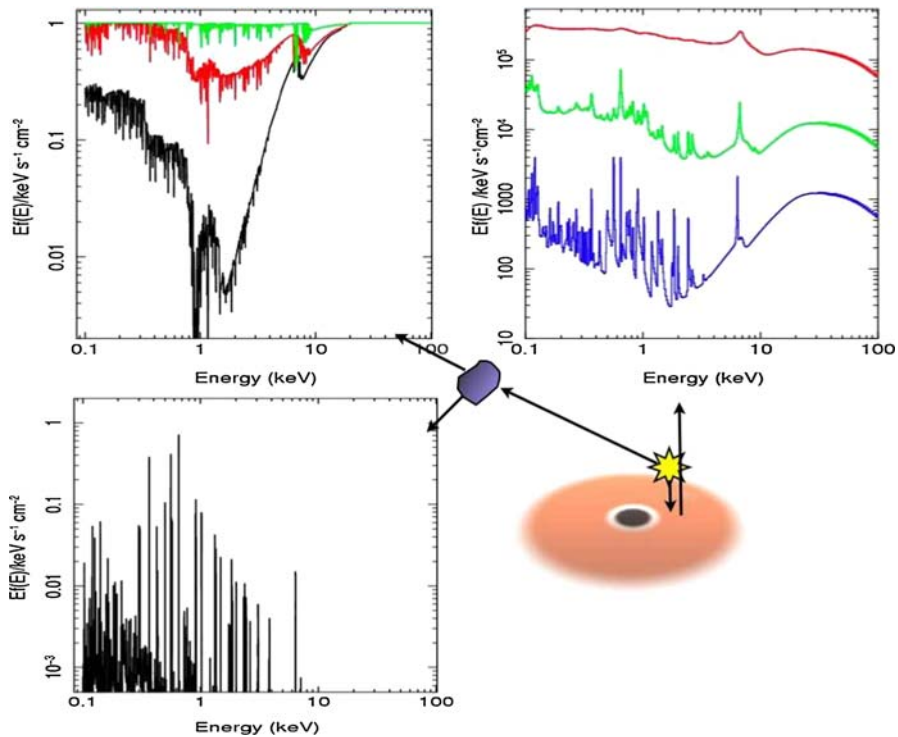 1
0.1
0.01
Ef(E)/keV s⁻¹ cm⁻²
0.1 1 10 100
Energy (keV)
10⁵
10⁴
1000
100
10
Ef(E) /keV s⁻¹cm⁻²
0.1 1 10 100
Energy (keV)
1
0.1
0.01
10⁻³
Ef(E)/keV s⁻¹ cm⁻²
0.1 1 10 100
Energy (keV)